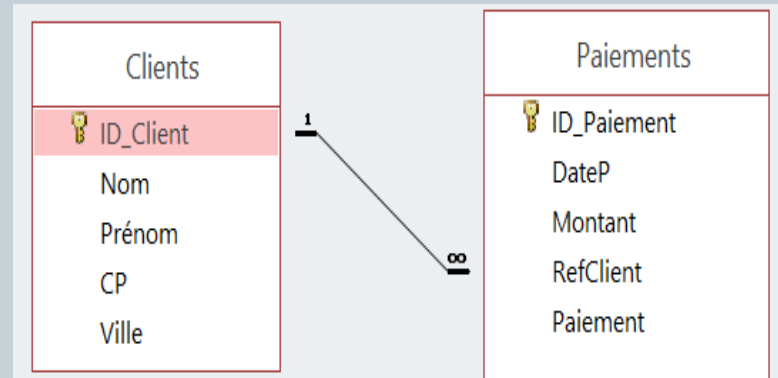 Clients
ID_Client
Nom
Prénom
CP
Ville
1
∞
Paiements
ID_Paiement
DateP
Montant
RefClient
Paiement